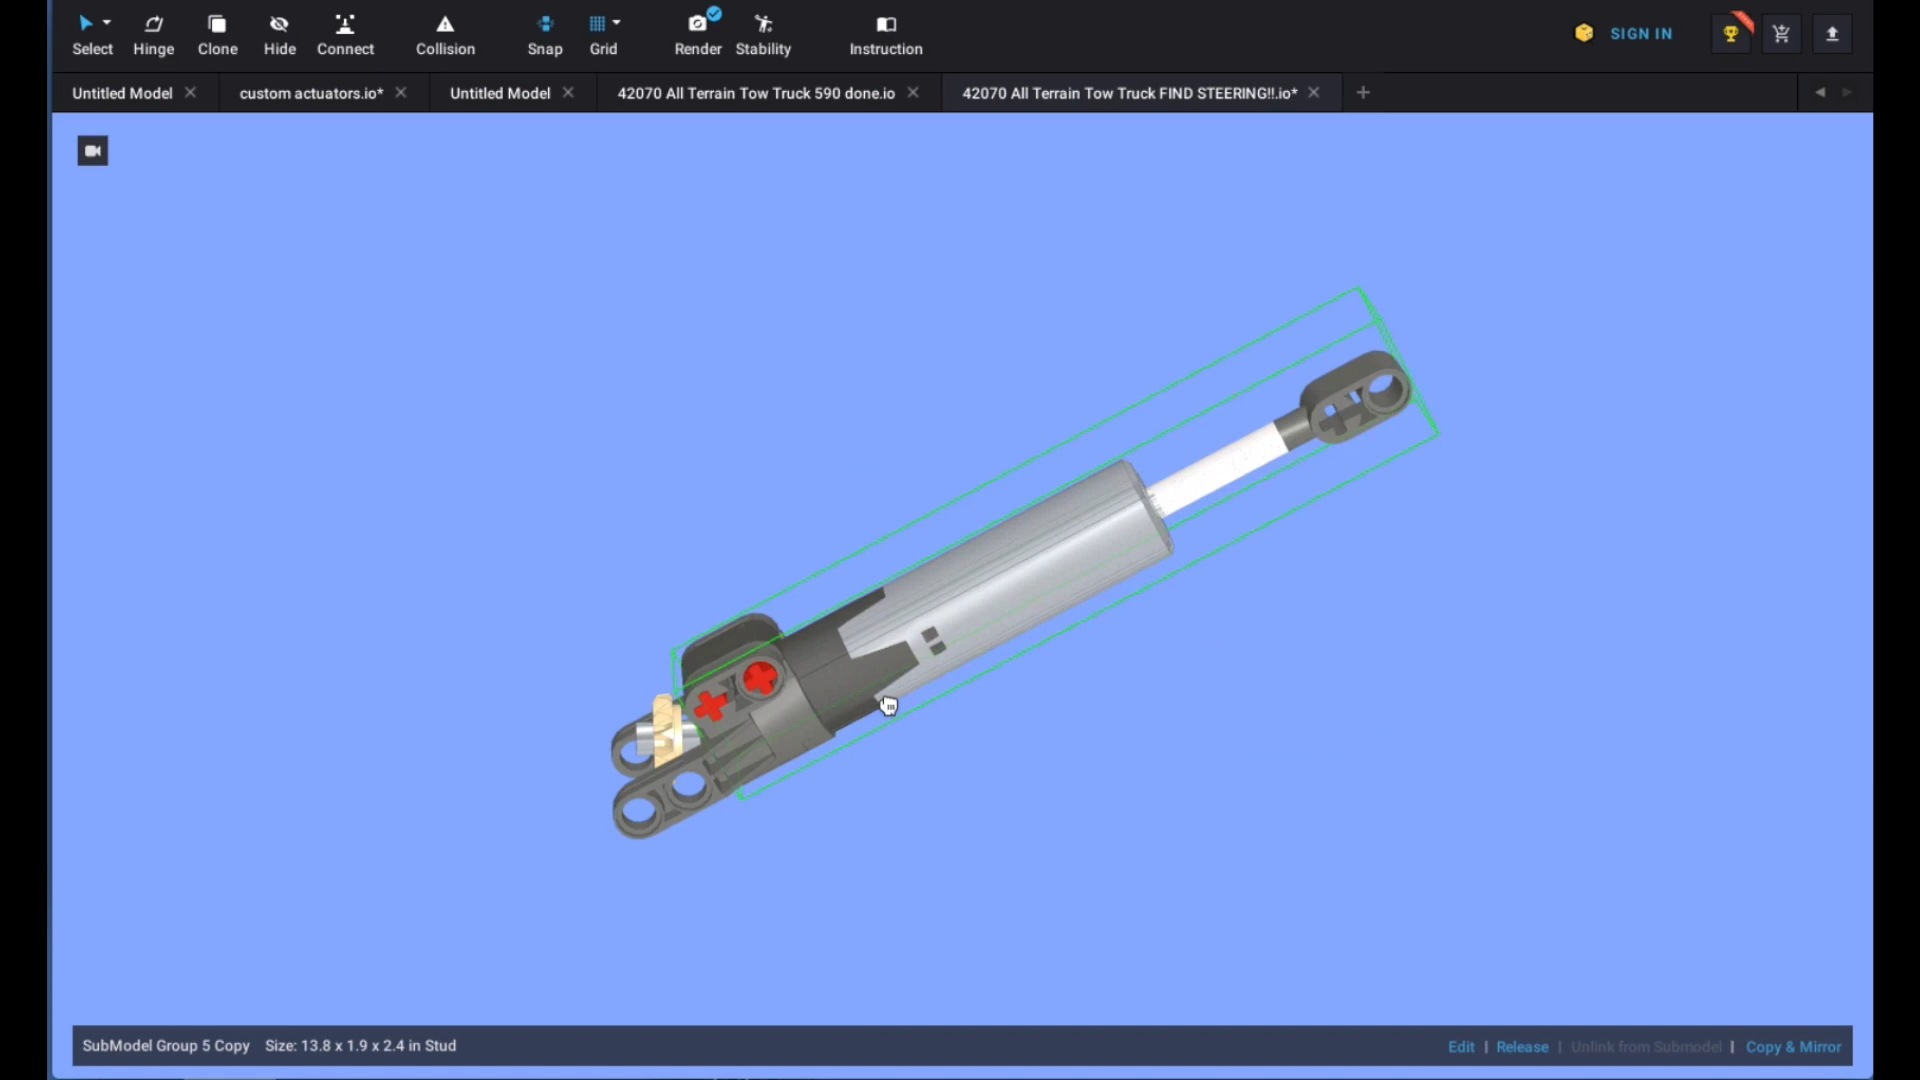 Select Hinge Clone Hide Connect Collision Snap Grid Render Stability Instruction SIGN IN
Untitled Model custom actuators.io* Untitled Model 42070 All Terrain Tow Truck 590 done.io 42070 All Terrain Tow Truck FIND STEERING!!.io*
SubModel Group 5 Copy Size: 13.8 x 1.9 x 2.4 in Stud Edit | Release | Unlink from Submodel | Copy & Mirror